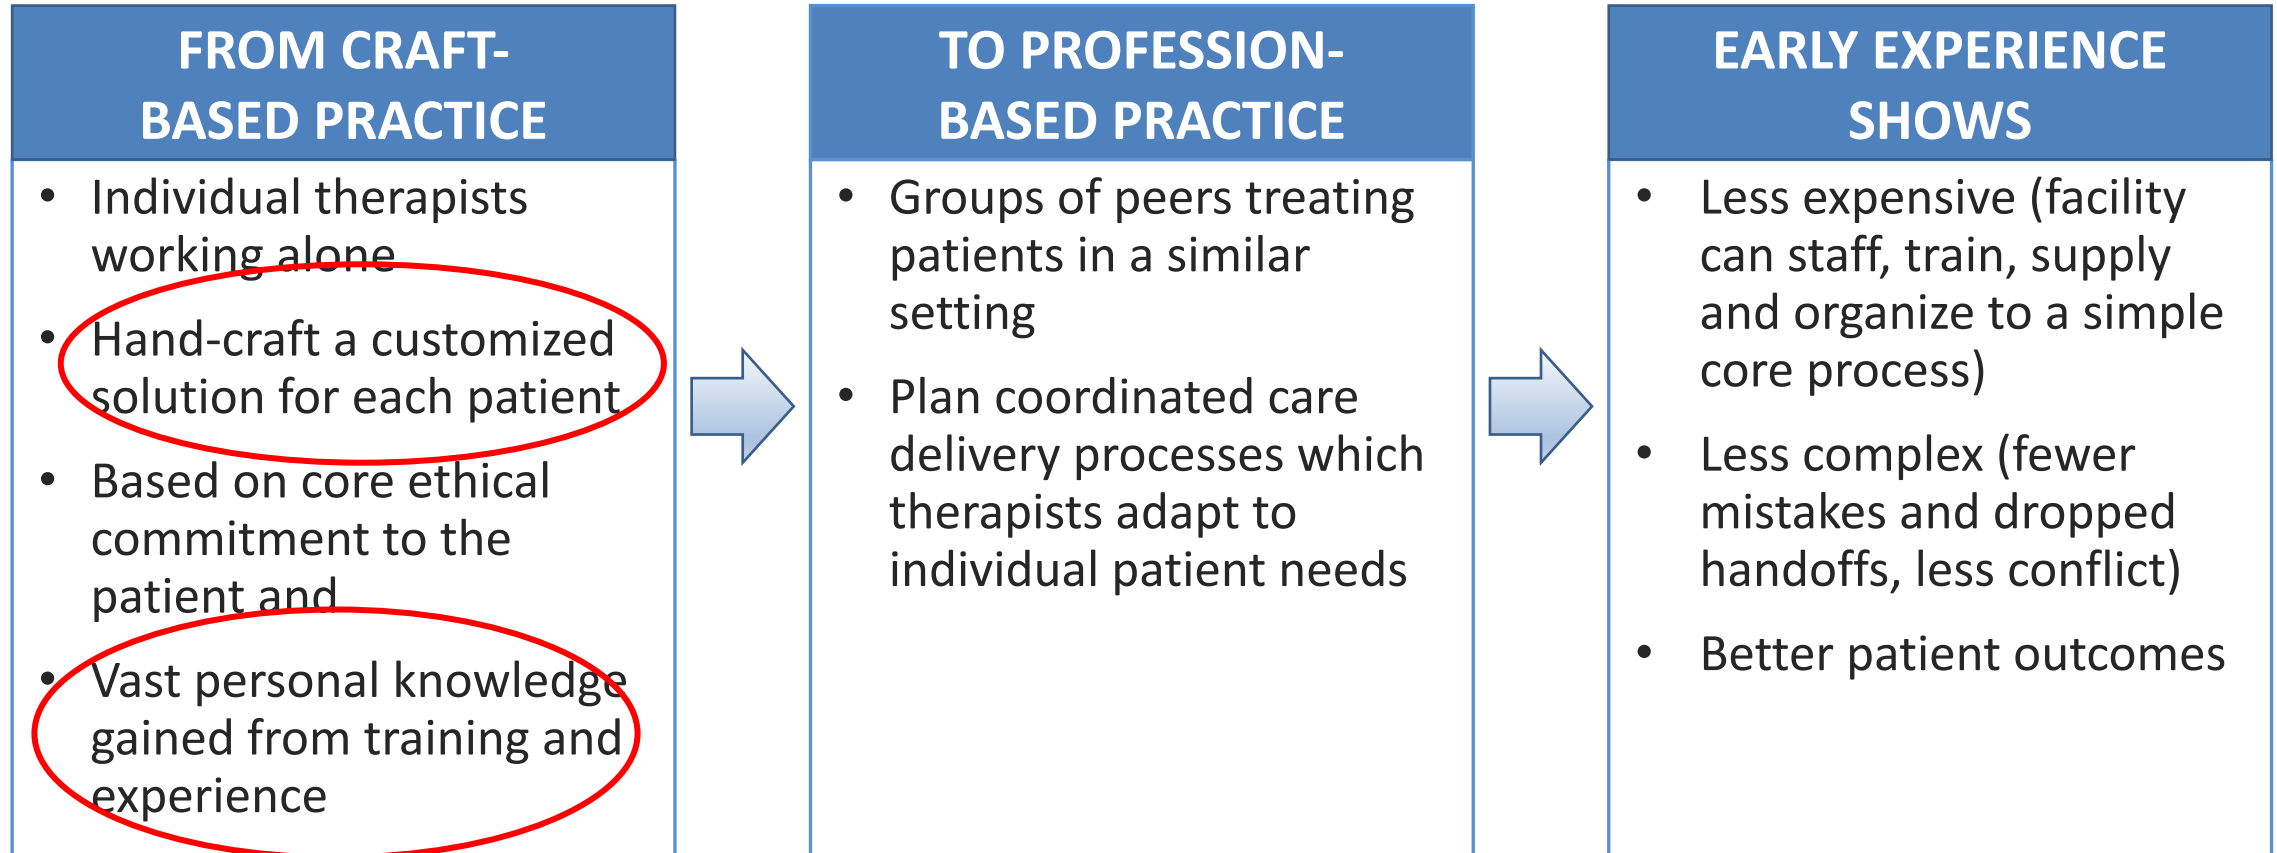 FROM CRAFT-
BASED PRACTICE
• Individual therapists
working alone
• Hand-craft a customized
solution for each patient
• Based on core ethical
commitment to the
patient and
• Vast personal knowledge
gained from training and
experience
TO PROFESSION-
BASED PRACTICE
• Groups of peers treating
patients in a similar
setting
• Plan coordinated care
delivery processes which
therapists adapt to
individual patient needs
EARLY EXPERIENCE
SHOWS
• Less expensive (facility
can staff, train, supply
and organize to a simple
core process)
• Less complex (fewer
mistakes and dropped
handoffs, less conflict)
• Better patient outcomes